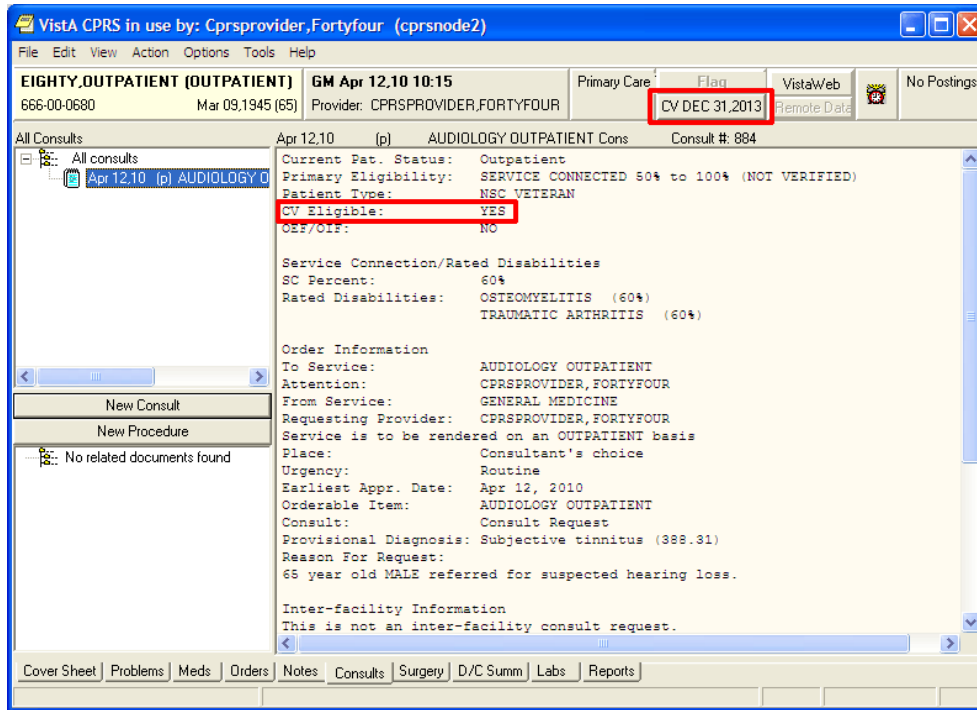 VistA CPRS in use by: Cprsprovider,Fortyfour (cprsnode2)
File Edit View Action Options Tools Help
EIGHTY,OUTPATIENT (OUTPATIENT) GM Apr 12,10 10:15 Primary Care Flag VistaWeb No Postings
666-00-0680 Mar 09,1945 (65) Provider: CPRSPROVIDER,FORTYFOUR CV DEC 31,2013 Remote Data
All Consults Apr 12,10 (p) AUDIOLOGY OUTPATIENT Cons Consult #: 884
All consults
Apr 12,10 (p) AUDIOLOGY O
New Consult
New Procedure
No related documents found
Current Pat. Status: Outpatient
Primary Eligibility: SERVICE CONNECTED 50% to 100% (NOT VERIFIED)
Patient Type: NSC VETERAN
CV Eligible: YES
OEF/OIF: NO
Service Connection/Rated Disabilities
SC Percent: 60%
Rated Disabilities: OSTEOMYELITIS (60%)
TRAUMATIC ARTHRITIS (60%)
Order Information
To Service: AUDIOLOGY OUTPATIENT
Attention: CPRSPROVIDER,FORTYFOUR
From Service: GENERAL MEDICINE
Requesting Provider: CPRSPROVIDER,FORTYFOUR
Service is to be rendered on an OUTPATIENT basis
Place: Consultant's choice
Urgency: Routine
Earliest Appr. Date: Apr 12, 2010
Orderable Item: AUDIOLOGY OUTPATIENT
Consult: Consult Request
Provisional Diagnosis: Subjective tinnitus (388.31)
Reason For Request:
65 year old MALE referred for suspected hearing loss.
Inter-facility Information
This is not an inter-facility consult request.
Cover Sheet Problems Meds Orders Notes Consults Surgery D/C Summ Labs Reports